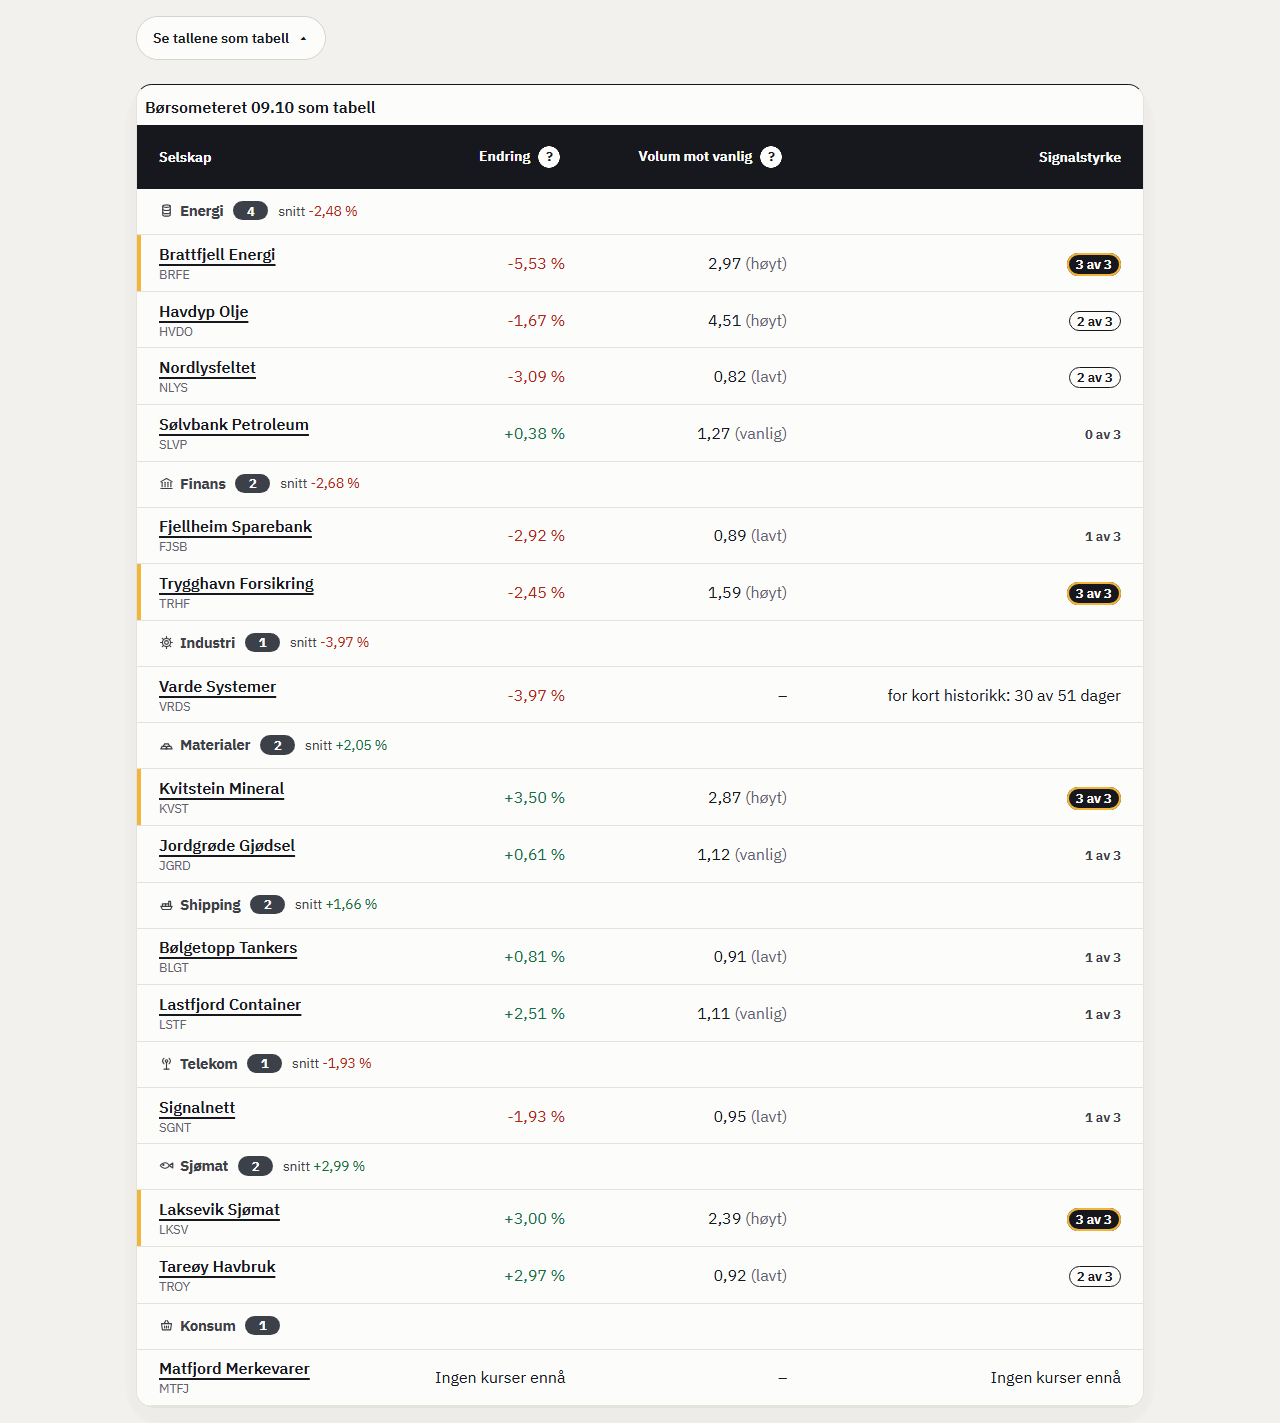 Se tallene som tabell
Børsometeret 09.10 som tabell
Selskap Endring ? Volum mot vanlig ? Signalstyrke
Energi 4 snitt -2,48 %
Brattfjell Energi -5,53 % 2,97 (høyt) 3 av 3
BRFE
Havdyp Olje -1,67 % 4,51 (høyt) 2 av 3
HVDO
Nordlysfeltet -3,09 % 0,82 (lavt) 2 av 3
NLYS
Sølvbank Petroleum +0,38 % 1,27 (vanlig) 0 av 3
SLVP
Finans 2 snitt -2,68 %
Fjellheim Sparebank -2,92 % 0,89 (lavt) 1 av 3
FJSB
Trygghavn Forsikring -2,45 % 1,59 (høyt) 3 av 3
TRHF
Industri 1 snitt -3,97 %
Varde Systemer -3,97 % – for kort historikk: 30 av 51 dager
VRDS
Materialer 2 snitt +2,05 %
Kvitstein Mineral +3,50 % 2,87 (høyt) 3 av 3
KVST
Jordgrøde Gjødsel +0,61 % 1,12 (vanlig) 1 av 3
JGRD
Shipping 2 snitt +1,66 %
Bølgetopp Tankers +0,81 % 0,91 (lavt) 1 av 3
BLGT
Lastfjord Container +2,51 % 1,11 (vanlig) 1 av 3
LSTF
Telekom 1 snitt -1,93 %
Signalnett -1,93 % 0,95 (lavt) 1 av 3
SGNT
Sjømat 2 snitt +2,99 %
Laksevik Sjømat +3,00 % 2,39 (høyt) 3 av 3
LKSV
Tareøy Havbruk +2,97 % 0,92 (lavt) 2 av 3
TROY
Konsum 1
Matfjord Merkevarer Ingen kurser ennå – Ingen kurser ennå
MTFJ